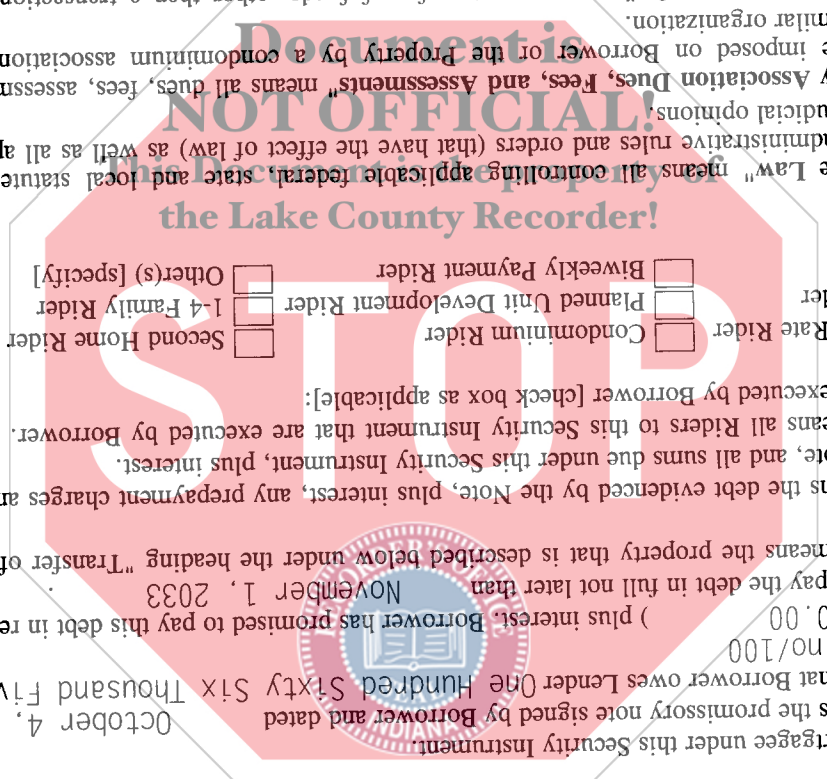 rtgagee under this Security Instrument.
s the promissory note signed by Borrower and dated October 4,
hat Borrower owes Lender One Hundred Sixty Six Thousand Fiv
no/100
0.00 ) plus interest. Borrower has promised to pay this debt in re
pay the debt in full not later than November 1, 2033 .
means the property that is described below under the heading "Transfer of
ns the debt evidenced by the Note, plus interest, any prepayment charges an
ote, and all sums due under this Security Instrument, plus interest.
eans all Riders to this Security Instrument that are executed by Borrower.
executed by Borrower [check box as applicable]:
Rate Rider Condominium Rider Second Home Rider
der Planned Unit Development Rider 1-4 Family Rider
Biweekly Payment Rider Other(s) [specify]
e Law" means all controlling applicable federal, state and local statute
dministrative rules and orders (that have the effect of law) as well as all ap
udicial opinions.
y Association Dues, Fees, and Assessments" means all dues, fees, assessm
e imposed on Borrower or the Property by a condominium association
milar organization.
Document is
NOT OFFICIAL!
This Document is the property of
the Lake County Recorder!
STOP
INDIANA